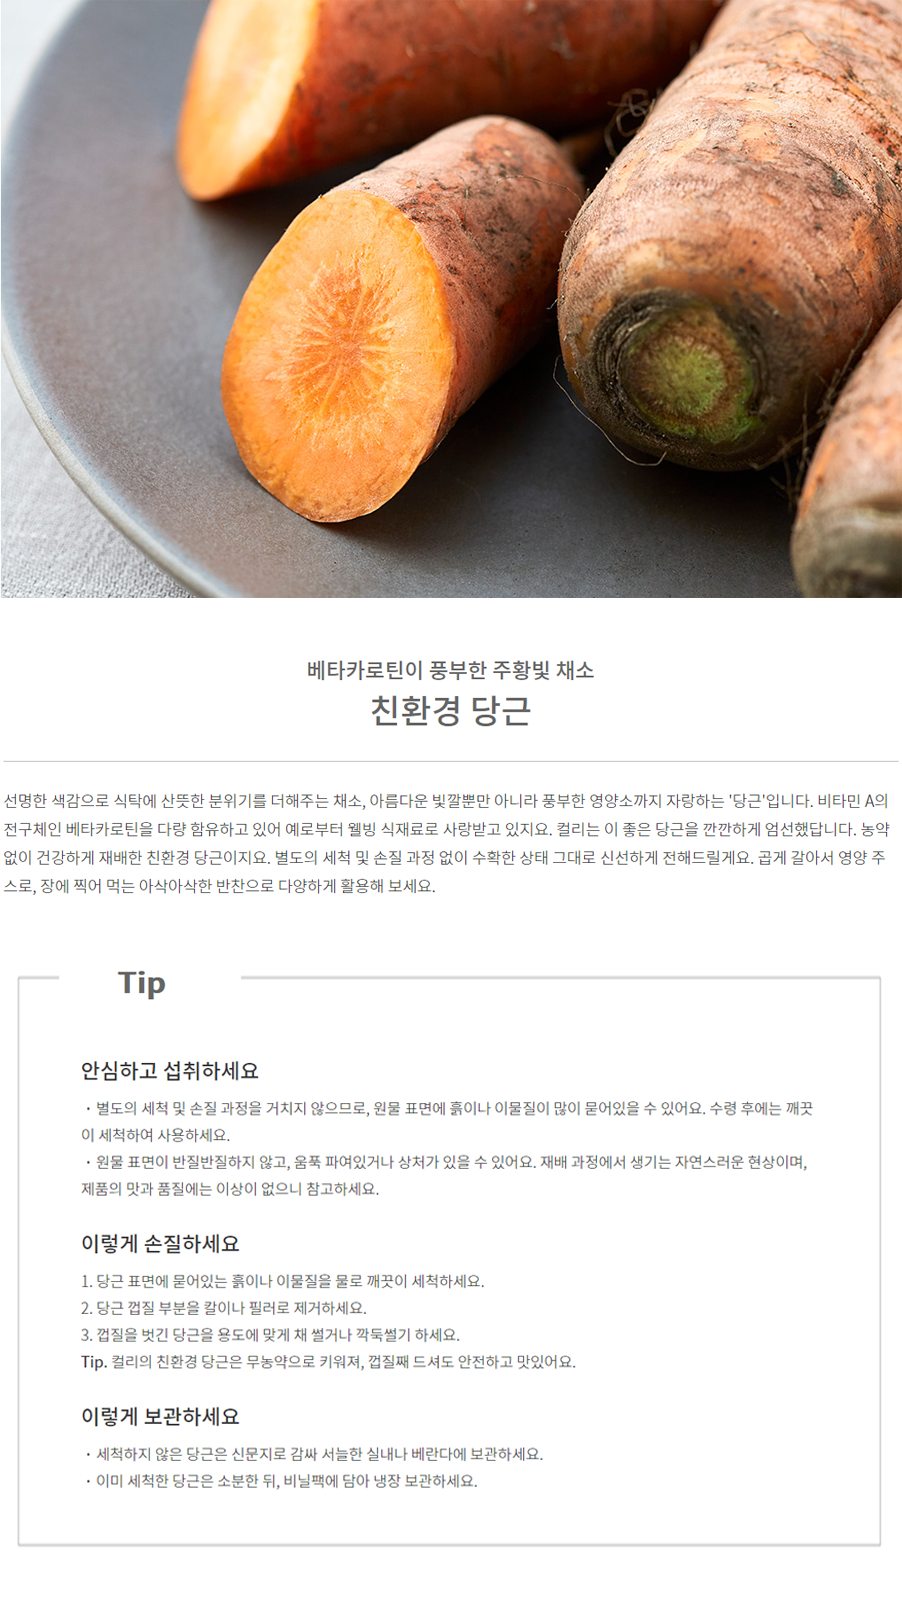 베타카로틴이 풍부한 주황빛 채소
친환경 당근
선명한 색감으로 식탁에 산뜻한 분위기를 더해주는 채소, 아름다운 빛깔뿐만 아니라 풍부한 영양소까지 자랑하는 '당근'입니다. 비타민 A의
전구체인 베타카로틴을 다량 함유하고 있어 예로부터 웰빙 식재료로 사랑받고 있지요. 컬리는 이 좋은 당근을 깐깐하게 엄선했답니다. 농약
없이 건강하게 재배한 친환경 당근이지요. 별도의 세척 및 손질 과정 없이 수확한 상태 그대로 신선하게 전해드릴게요. 곱게 갈아서 영양 주
스로, 장에 찍어 먹는 아삭아삭한 반찬으로 다양하게 활용해 보세요.
Tip
안심하고 섭취하세요
・별도의 세척 및 손질 과정을 거치지 않으므로, 원물 표면에 흙이나 이물질이 많이 묻어있을 수 있어요. 수령 후에는 깨끗
이 세척하여 사용하세요.
・원물 표면이 반질반질하지 않고, 움푹 파여있거나 상처가 있을 수 있어요. 재배 과정에서 생기는 자연스러운 현상이며,
제품의 맛과 품질에는 이상이 없으니 참고하세요.
이렇게 손질하세요
1. 당근 표면에 묻어있는 흙이나 이물질을 물로 깨끗이 세척하세요.
2. 당근 껍질 부분을 칼이나 필러로 제거하세요.
3. 껍질을 벗긴 당근을 용도에 맞게 채 썰거나 깍둑썰기 하세요.
Tip. 컬리의 친환경 당근은 무농약으로 키워져, 껍질째 드셔도 안전하고 맛있어요.
이렇게 보관하세요
・세척하지 않은 당근은 신문지로 감싸 서늘한 실내나 베란다에 보관하세요.
・이미 세척한 당근은 소분한 뒤, 비닐팩에 담아 냉장 보관하세요.